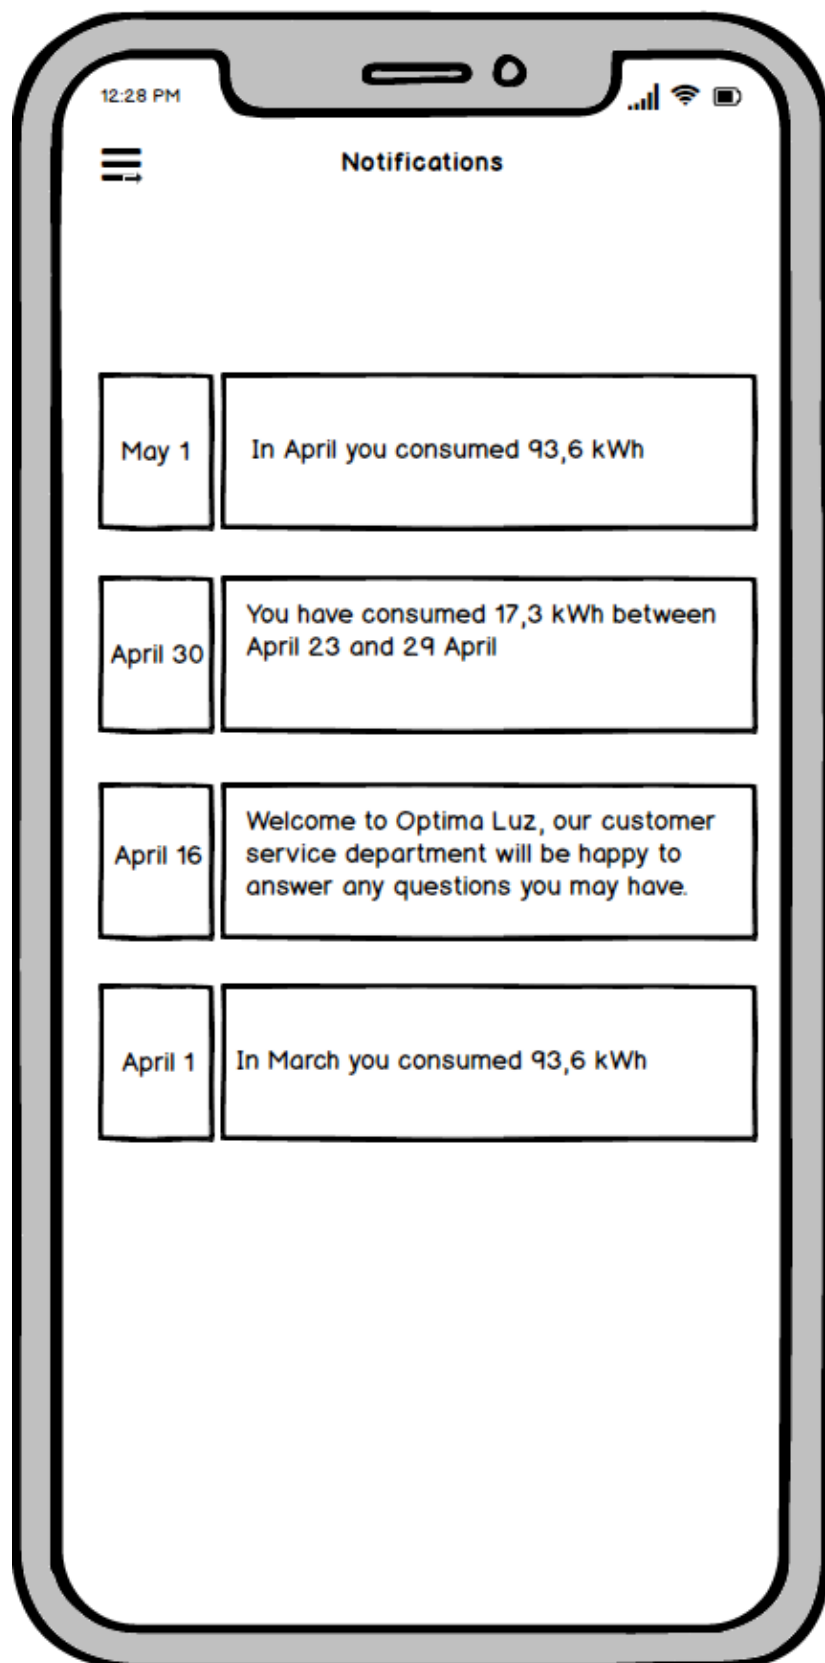 12:28 PM
Notifications
May 1
In April you consumed 93,6 kWh
April 30
You have consumed 17,3 kWh between
April 23 and 29 April
April 16
Welcome to Optima Luz, our customer
service department will be happy to
answer any questions you may have.
April 1
In March you consumed 93,6 kWh